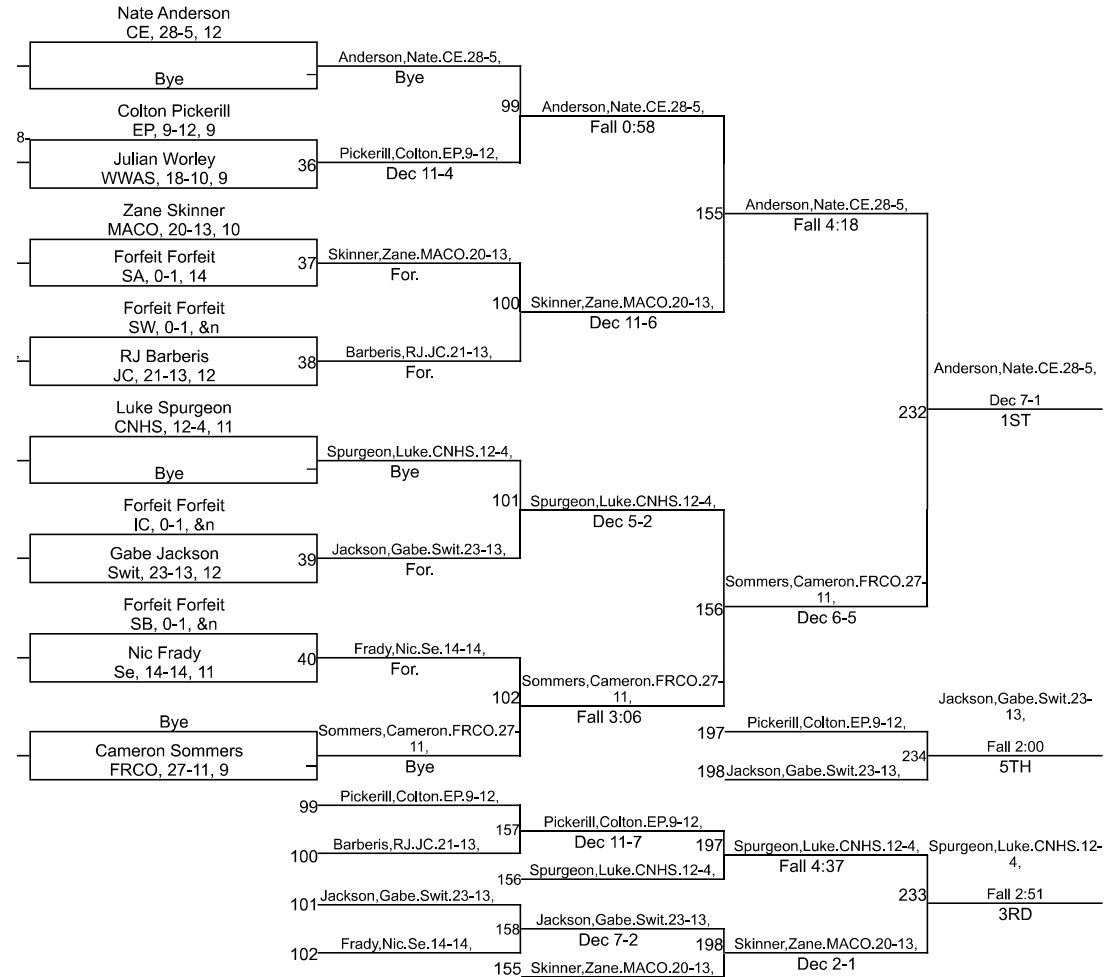 Nate Anderson
CE, 28-5, 12
Bye
Colton Pickerill
EP, 9-12, 9
8-
Julian Worley
WWAS, 18-10, 9
36
Zane Skinner
MACO, 20-13, 10
Forfeit Forfeit
SA, 0-1, 14
37
Forfeit Forfeit
SW, 0-1, &n
RJ Barberis
JC, 21-13, 12
38
Luke Spurgeon
CNHS, 12-4, 11
Bye
Forfeit Forfeit
IC, 0-1, &n
Gabe Jackson
Swit, 23-13, 12
39
Forfeit Forfeit
SB, 0-1, &n
Nic Frady
Se, 14-14, 11
40
Bye
Cameron Sommers
FRCO, 27-11, 9
Anderson,Nate.CE.28-5,
Bye
99
Pickerill,Colton.EP.9-12,
Dec 11-4
Skinner,Zane.MACO.20-13,
For.
100
Barberis,RJ.JC.21-13,
For.
Spurgeon,Luke.CNHS.12-4,
Bye
101
Jackson,Gabe.Swit.23-13,
For.
Frady,Nic.Se.14-14,
For.
102
Sommers,Cameron.FRCO.27-
11,
Bye
Anderson,Nate.CE.28-5,
Fall 0:58
155
Skinner,Zane.MACO.20-13,
Dec 11-6
Spurgeon,Luke.CNHS.12-4,
Dec 5-2
156
Sommers,Cameron.FRCO.27-
11,
Fall 3:06
Anderson,Nate.CE.28-5,
Fall 4:18
232
Sommers,Cameron.FRCO.27-
11,
Dec 6-5
Anderson,Nate.CE.28-5,
Dec 7-1
1ST
197
Pickerill,Colton.EP.9-12,
234
198
Jackson,Gabe.Swit.23-13,
Jackson,Gabe.Swit.23-
13,
Fall 2:00
5TH
99
Pickerill,Colton.EP.9-12,
157
100
Barberis,RJ.JC.21-13,
Pickerill,Colton.EP.9-12,
Dec 11-7
197
156
Spurgeon,Luke.CNHS.12-4,
101
Jackson,Gabe.Swit.23-13,
158
102
Frady,Nic.Se.14-14,
Jackson,Gabe.Swit.23-13,
Dec 7-2
198
155
Skinner,Zane.MACO.20-13,
Spurgeon,Luke.CNHS.12-4,
Fall 4:37
233
Skinner,Zane.MACO.20-13,
Dec 2-1
Spurgeon,Luke.CNHS.12-
4,
Fall 2:51
3RD